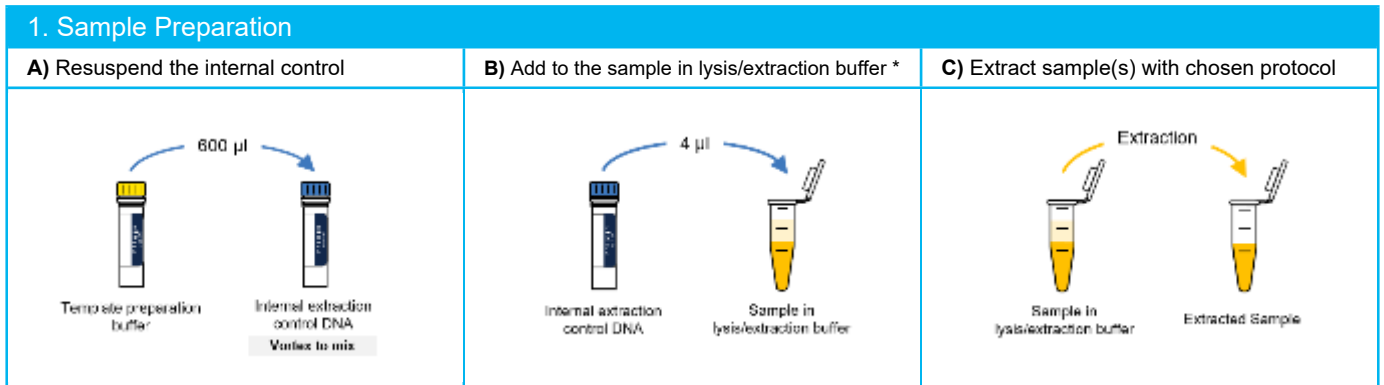 1. Sample Preparation
A) Resuspend the internal control
B) Add to the sample in lysis/extraction buffer *
C) Extract sample(s) with chosen protocol
600 µl
Template preparation
buffer
Internal extraction
control DNA
Vortex to mix
4 µl
Internal extraction
control DNA
Sample in
lysis/extraction buffer
Extraction
Sample in
lysis/extraction buffer
Extracted Sample